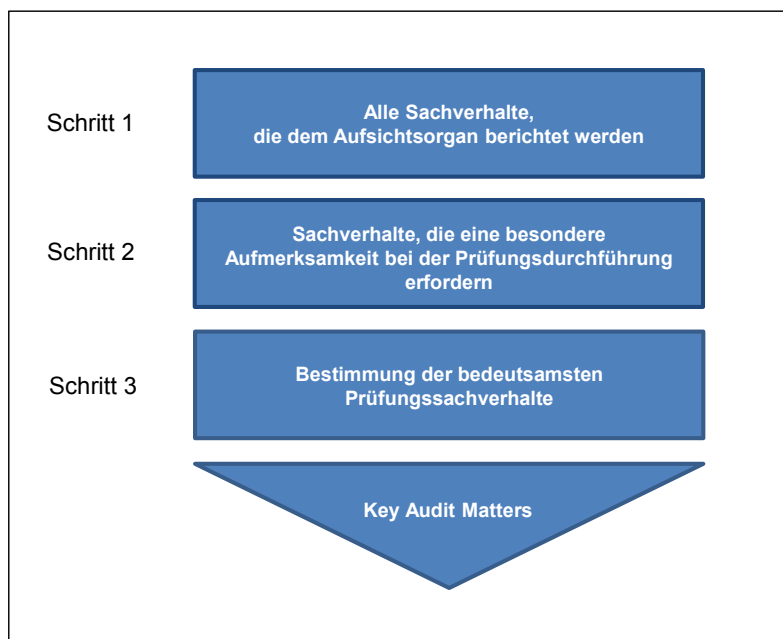 Schritt 1
Alle Sachverhalte,
die dem Aufsichtsorgan berichtet werden
Schritt 2
Sachverhalte, die eine besondere
Aufmerksamkeit bei der Prüfungsdurchführung
erfordern
Schritt 3
Bestimmung der bedeutsamsten
Prüfungssachverhalte
Key Audit Matters